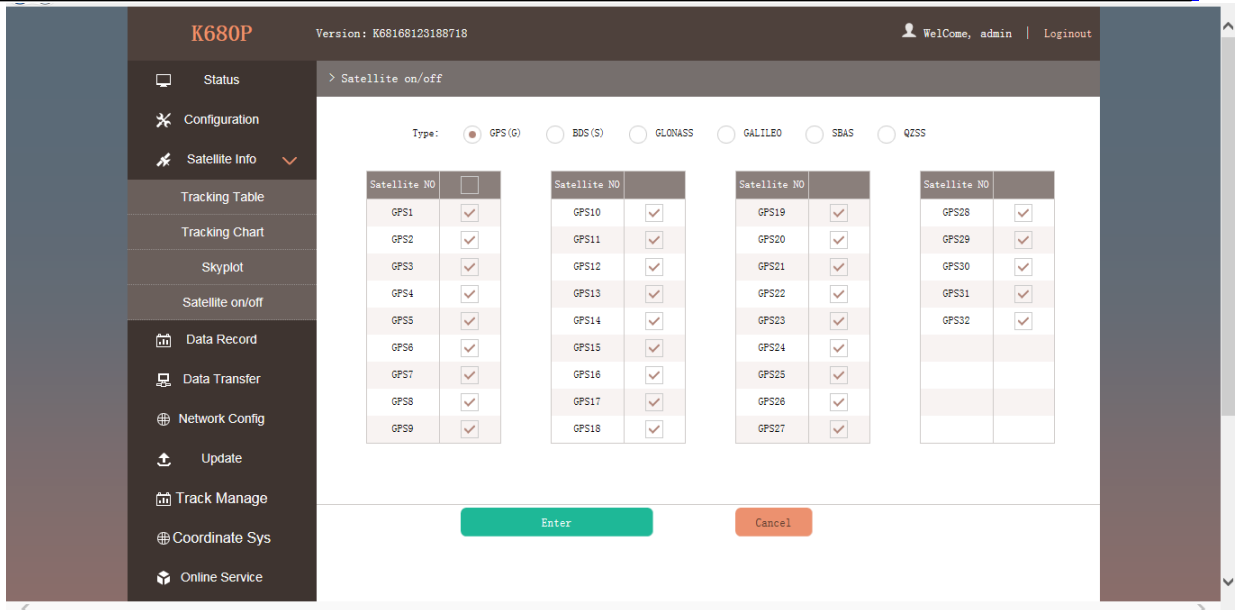 K680P
Version: K68168123188718
WelCome, admin | Loginout
Status
Configuration
Satellite Info
Tracking Table
Tracking Chart
Skyplot
Satellite on/off
Data Record
Data Transfer
Network Config
Update
Track Manage
Coordinate Sys
Online Service
> Satellite on/off
Type: GPS(G) BDS(S) GLONASS GALILEO SBAS QZSS
Satellite NO Satellite NO Satellite NO Satellite NO
GPS1 GPS10 GPS19 GPS28
GPS2 GPS11 GPS20 GPS29
GPS3 GPS12 GPS21 GPS30
GPS4 GPS13 GPS22 GPS31
GPS5 GPS14 GPS23 GPS32
GPS6 GPS15 GPS24
GPS7 GPS16 GPS25
GPS8 GPS17 GPS26
GPS9 GPS18 GPS27
Enter Cancel